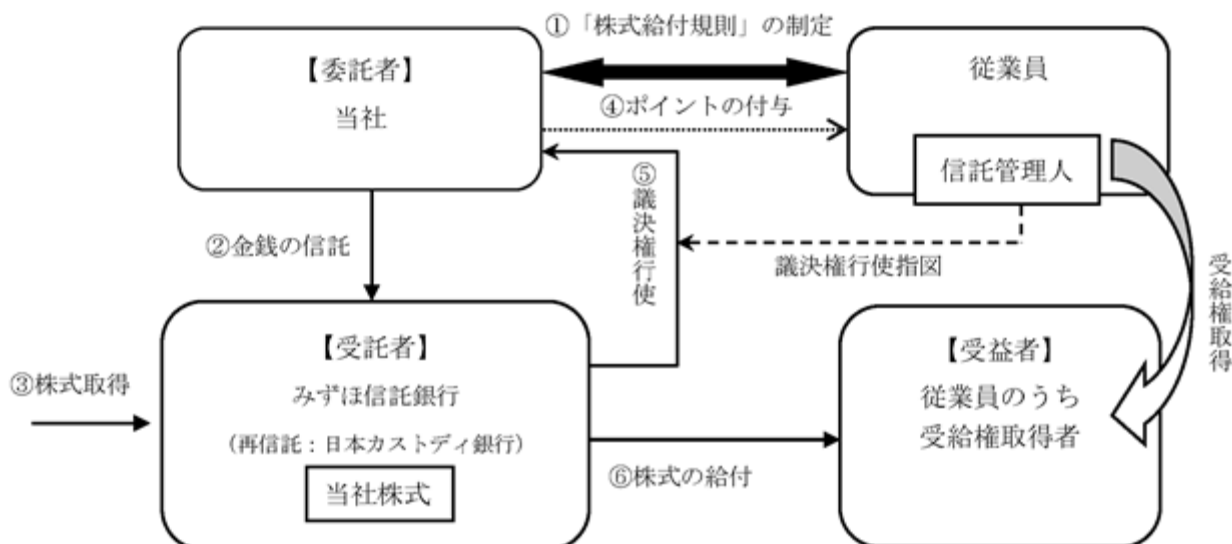 ①「株式給付規則」の制定
【委託者】
当社
従業員
④ポイントの付与
信託管理人
②金銭の信託
⑤議決権行使
議決権行使指図
受給権取得
【受託者】
みずほ信託銀行
(再信託：日本カストディ銀行)
当社株式
③株式取得
【受益者】
従業員のうち
受給権取得者
⑥株式の給付